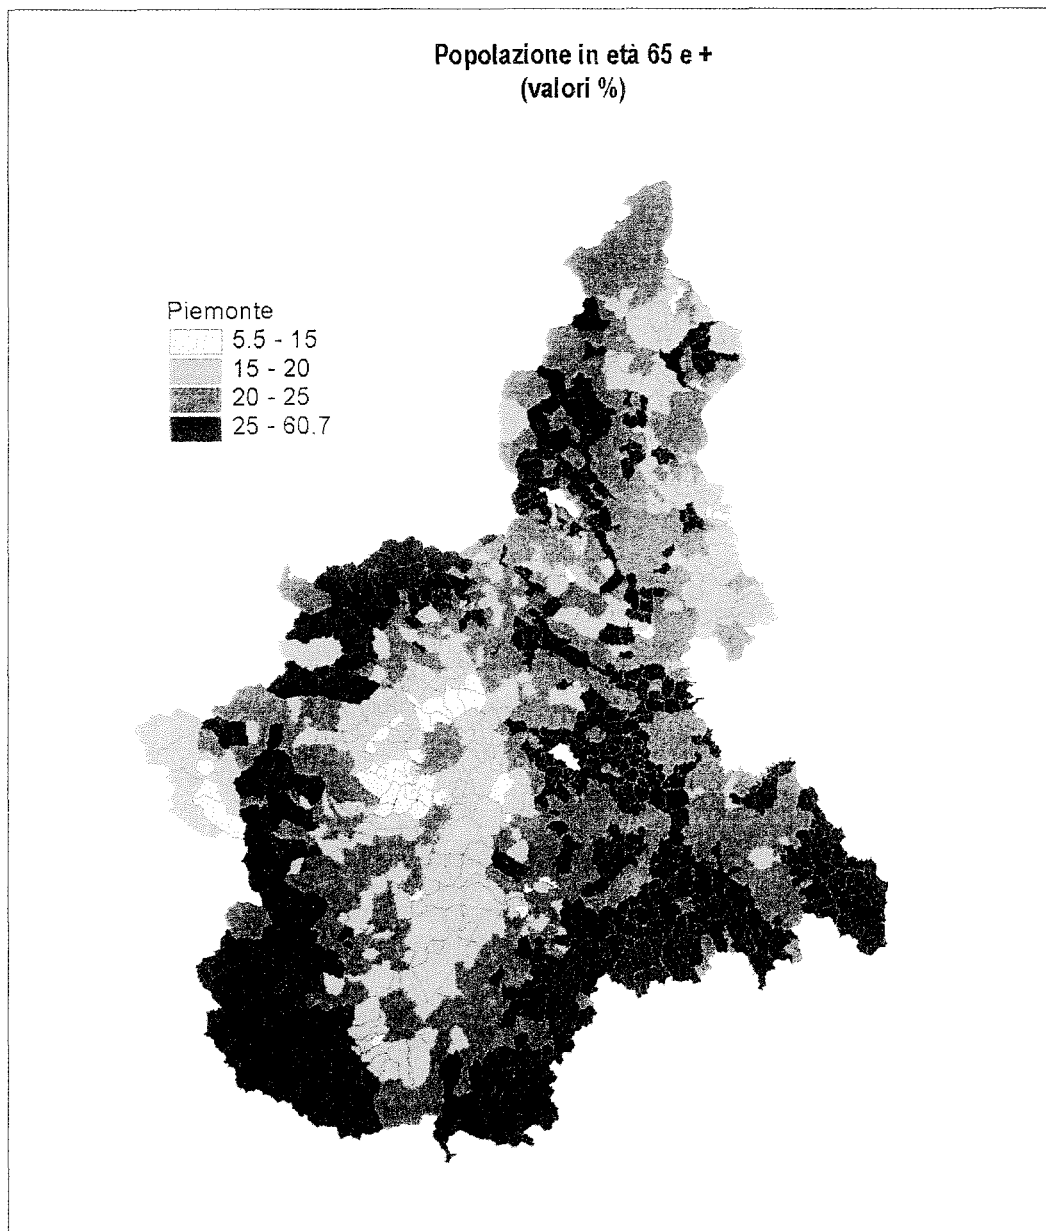 Popolazione in età 65 e +
(valori %)
Piemonte
5.5 - 15
15 - 20
20 - 25
25 - 60.7